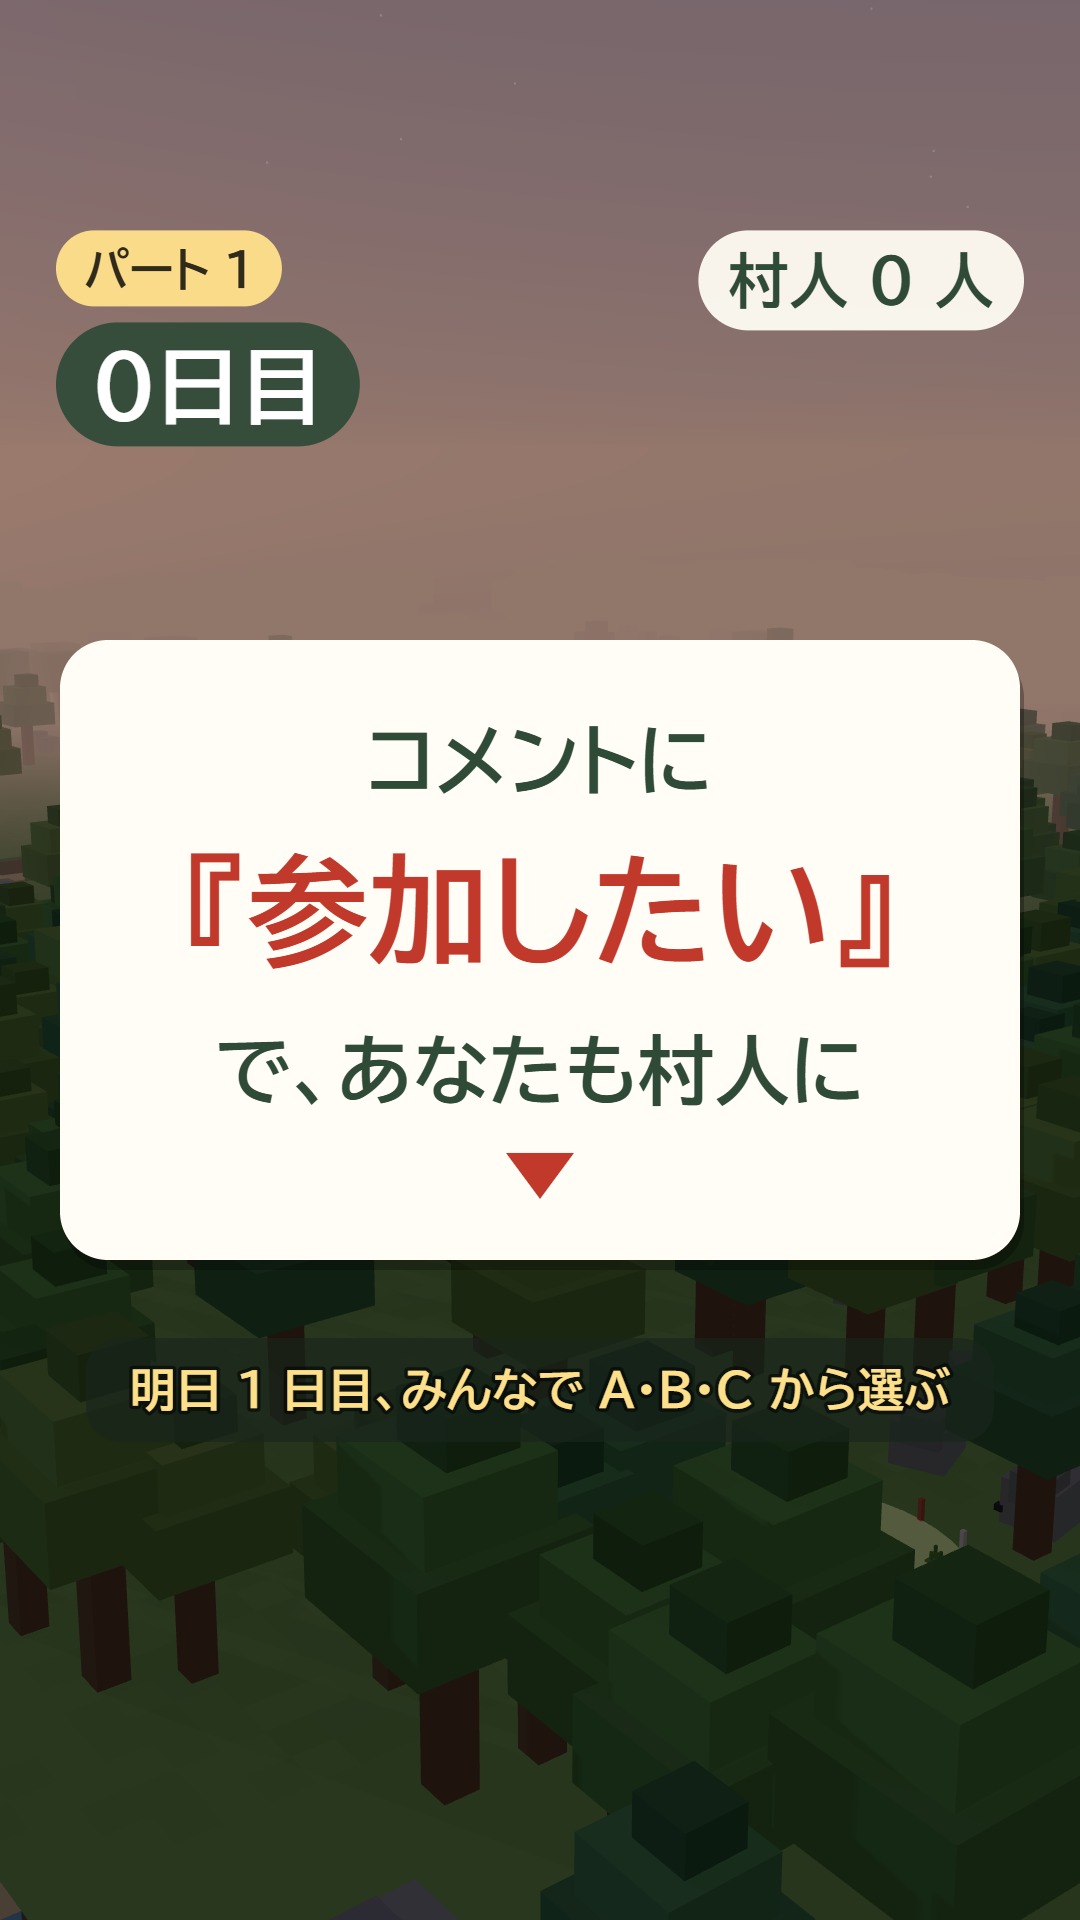 パート 1
村人 0 人
0日目
コメントに
『参加したい』
で、あなたも村人に
明日 1 日目、みんなで A・B・C から選ぶ